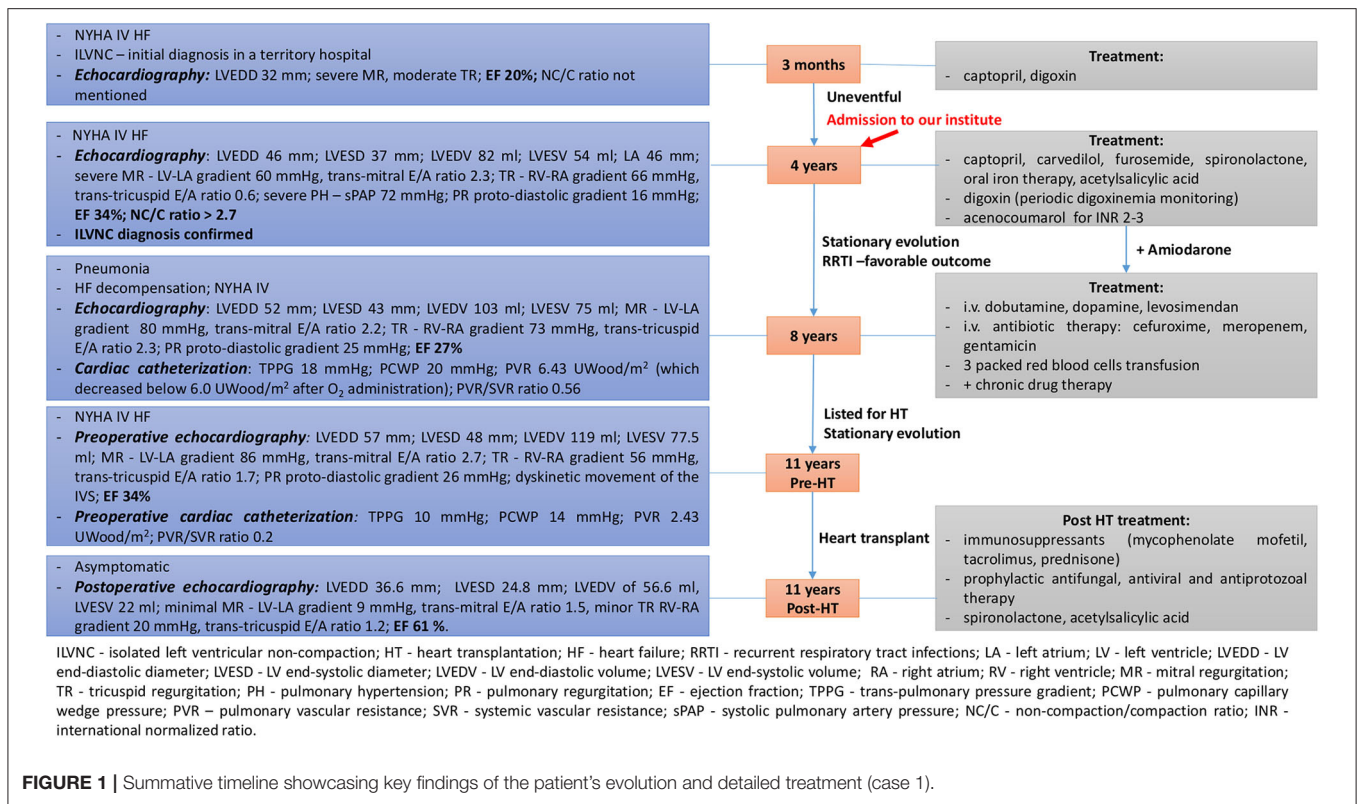 - NYHA IV HF
- ILVNC – initial diagnosis in a territory hospital
- Echocardiography: LVEDD 32 mm; severe MR, moderate TR; EF 20%; NC/C ratio not
mentioned
3 months
Treatment:
- captopril, digoxin
Uneventful
Admission to our institute
- NYHA IV HF
- Echocardiography: LVEDD 46 mm; LVESD 37 mm; LVEDV 82 ml; LVESV 54 ml; LA 46 mm;
severe MR - LV-LA gradient 60 mmHg, trans-mitral E/A ratio 2.3; TR - RV-RA gradient 66 mmHg,
trans-tricuspid E/A ratio 0.6; severe PH – sPAP 72 mmHg; PR proto-diastolic gradient 16 mmHg;
EF 34%; NC/C ratio > 2.7
- ILVNC diagnosis confirmed
4 years
Treatment:
- captopril, carvedilol, furosemide, spironolactone,
oral iron therapy, acetylsalicylic acid
- digoxin (periodic digoxinemia monitoring)
- acenocoumarol for INR 2-3
Stationary evolution
RRTI –favorable outcome
+ Amiodarone
- Pneumonia
- HF decompensation; NYHA IV
- Echocardiography: LVEDD 52 mm; LVESD 43 mm; LVEDV 103 ml; LVESV 75 ml; MR - LV-LA
gradient 80 mmHg, trans-mitral E/A ratio 2.2; TR - RV-RA gradient 73 mmHg, trans-tricuspid
E/A ratio 2.3; PR proto-diastolic gradient 25 mmHg; EF 27%
- Cardiac catheterization: TPPG 18 mmHg; PCWP 20 mmHg; PVR 6.43 UWood/m² (which
decreased below 6.0 UWood/m² after O₂ administration); PVR/SVR ratio 0.56
8 years
Treatment:
- i.v. dobutamine, dopamine, levosimendan
- i.v. antibiotic therapy: cefuroxime, meropenem,
gentamicin
- 3 packed red blood cells transfusion
- + chronic drug therapy
Listed for HT
Stationary evolution
- NYHA IV HF
- Preoperative echocardiography: LVEDD 57 mm; LVESD 48 mm; LVEDV 119 ml; LVESV 77.5
ml; MR - LV-LA gradient 86 mmHg, trans-mitral E/A ratio 2.7; TR - RV-RA gradient 56 mmHg,
trans-tricuspid E/A ratio 1.7; PR proto-diastolic gradient 26 mmHg; dyskinetic movement of the
IVS; EF 34%
- Preoperative cardiac catheterization: TPPG 10 mmHg; PCWP 14 mmHg; PVR 2.43
UWood/m²; PVR/SVR ratio 0.2
11 years
Pre-HT
Heart transplant
- Asymptomatic
- Postoperative echocardiography: LVEDD 36.6 mm; LVESD 24.8 mm; LVEDV of 56.6 ml,
LVESV 22 ml; minimal MR - LV-LA gradient 9 mmHg, trans-mitral E/A ratio 1.5, minor TR RV-RA
gradient 20 mmHg, trans-tricuspid E/A ratio 1.2; EF 61 %.
11 years
Post-HT
Post HT treatment:
- immunosuppressants (mycophenolate mofetil,
tacrolimus, prednisone)
- prophylactic antifungal, antiviral and antiprotozoal
therapy
- spironolactone, acetylsalicylic acid
ILVNC - isolated left ventricular non-compaction; HT - heart transplantation; HF - heart failure; RRTI - recurrent respiratory tract infections; LA - left atrium; LV - left ventricle; LVEDD - LV
end-diastolic diameter; LVESD - LV end-systolic diameter; LVEDV - LV end-diastolic volume; LVESV - LV end-systolic volume; RA - right atrium; RV - right ventricle; MR - mitral regurgitation;
TR - tricuspid regurgitation; PH - pulmonary hypertension; PR - pulmonary regurgitation; EF - ejection fraction; TPPG - trans-pulmonary pressure gradient; PCWP - pulmonary capillary
wedge pressure; PVR – pulmonary vascular resistance; SVR - systemic vascular resistance; sPAP - systolic pulmonary artery pressure; NC/C - non-compaction/compaction ratio; INR -
international normalized ratio.
FIGURE 1 | Summative timeline showcasing key findings of the patient's evolution and detailed treatment (case 1).